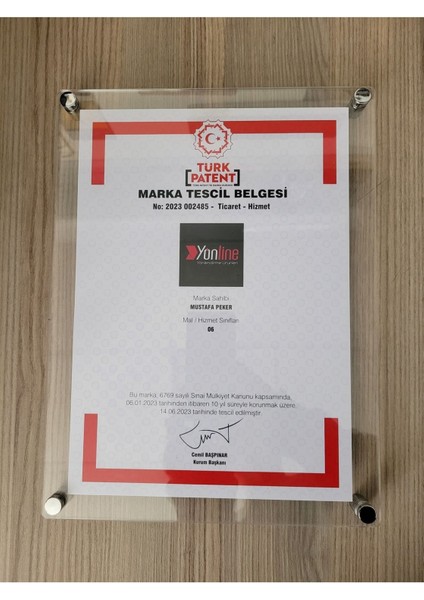 TÜRK
PATENT
MARKA TESCİL BELGESİ
No: 2023 002485 - Ticaret - Hizmet
Yonline
Marka Sahibi
MUSTAFA PEKER
Mal / Hizmet Sınıfları
06
Bu marka, 6769 sayılı Sınai Mülkiyet Kanunu kapsamında,
06.01.2023 tarihinden itibaren 10 yıl süreyle korunmak üzere
14.06.2023 tarihinde tescil edilmiştir.
Cemil BAŞPINAR
Kurum Başkanı